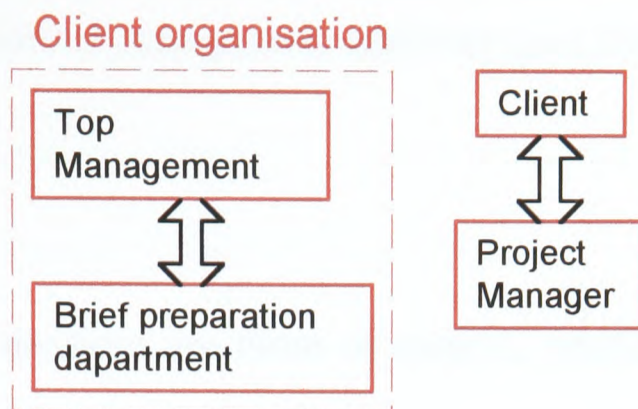 Client organisation
Top
Management
Brief preparation
dapartment
Client
Project
Manager